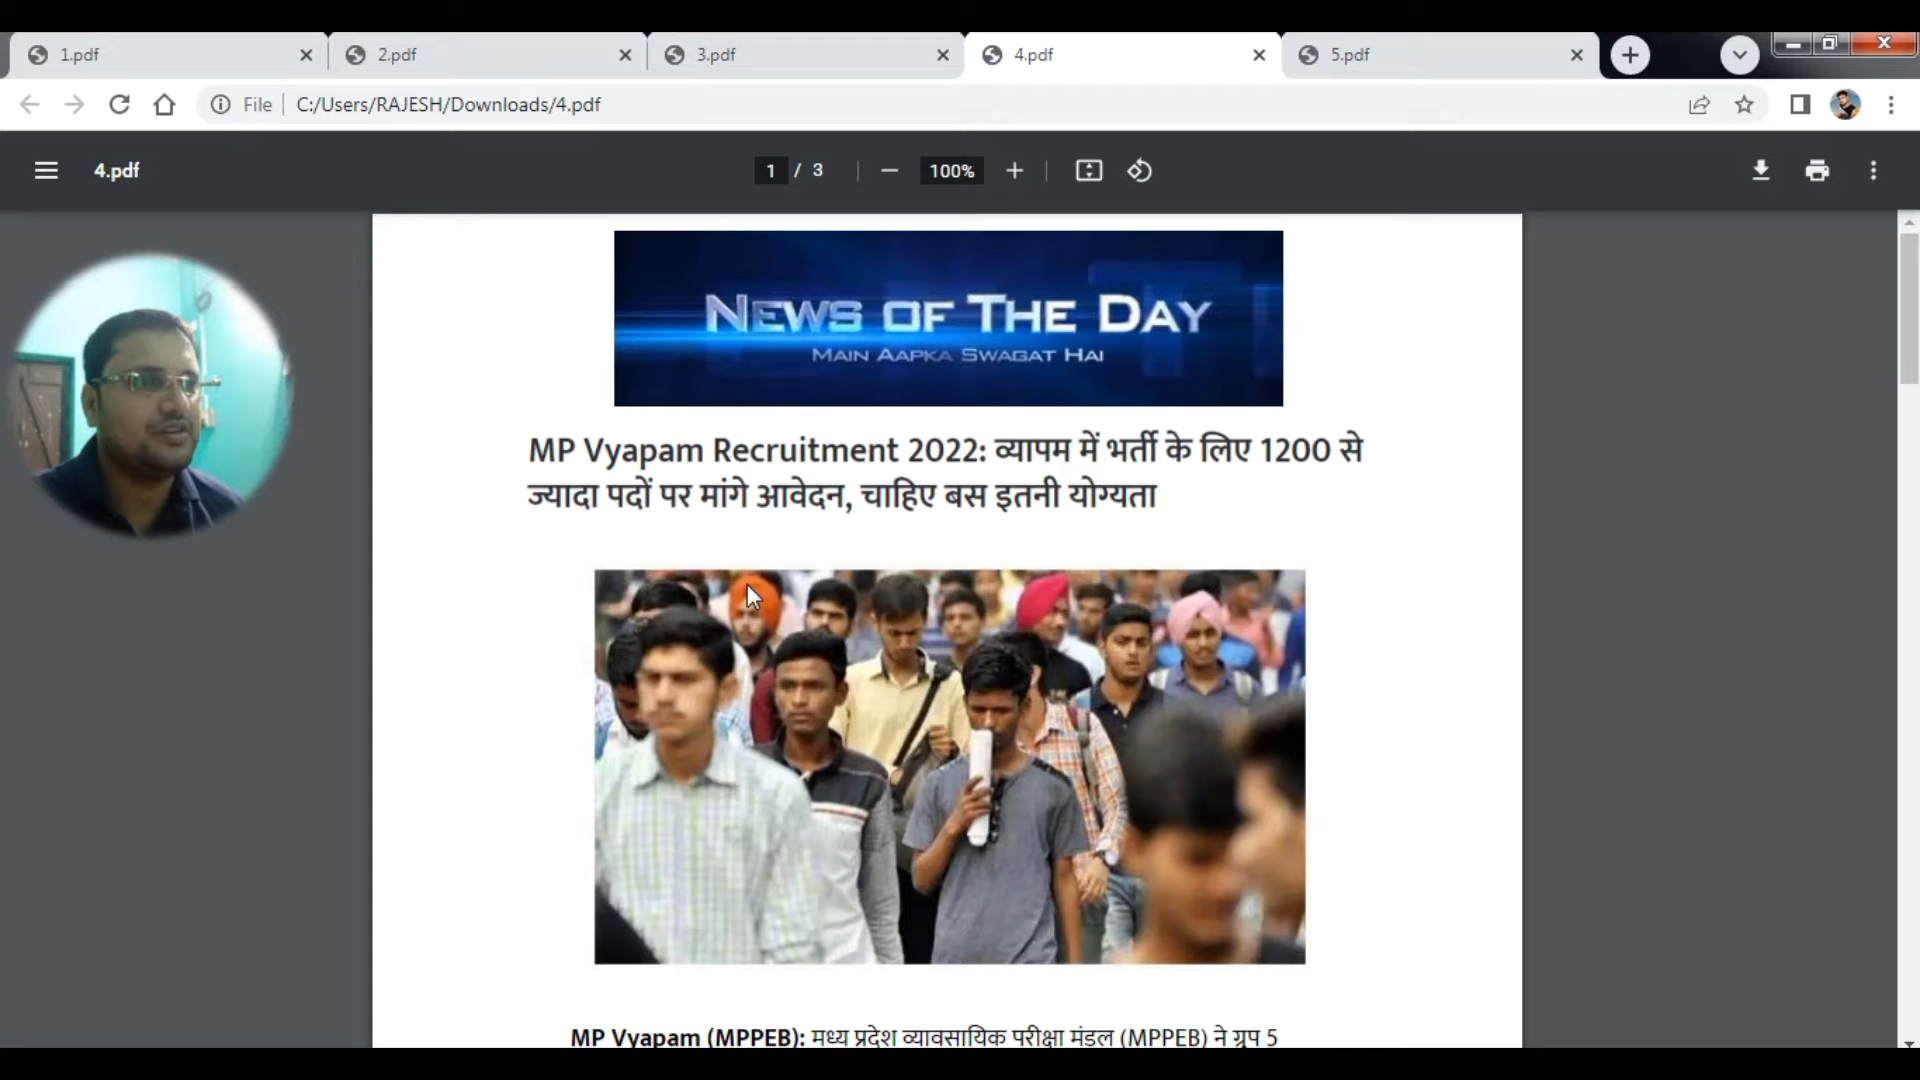 1.pdf
2.pdf
3.pdf
4.pdf
5.pdf
File
C:/Users/RAJESH/Downloads/4.pdf
4.pdf
1 / 3
100%
NEWS OF THE DAY
MAIN AAPKA SWAGAT HAI
MP Vyapam Recruitment 2022: व्यापम में भर्ती के लिए 1200 से
ज्यादा पदों पर मांगे आवेदन, चाहिए बस इतनी योग्यता
MP Vyapam (MPPEB): मध्य प्रदेश व्यावसायिक परीक्षा मंडल (MPPEB) ने ग्रुप 5